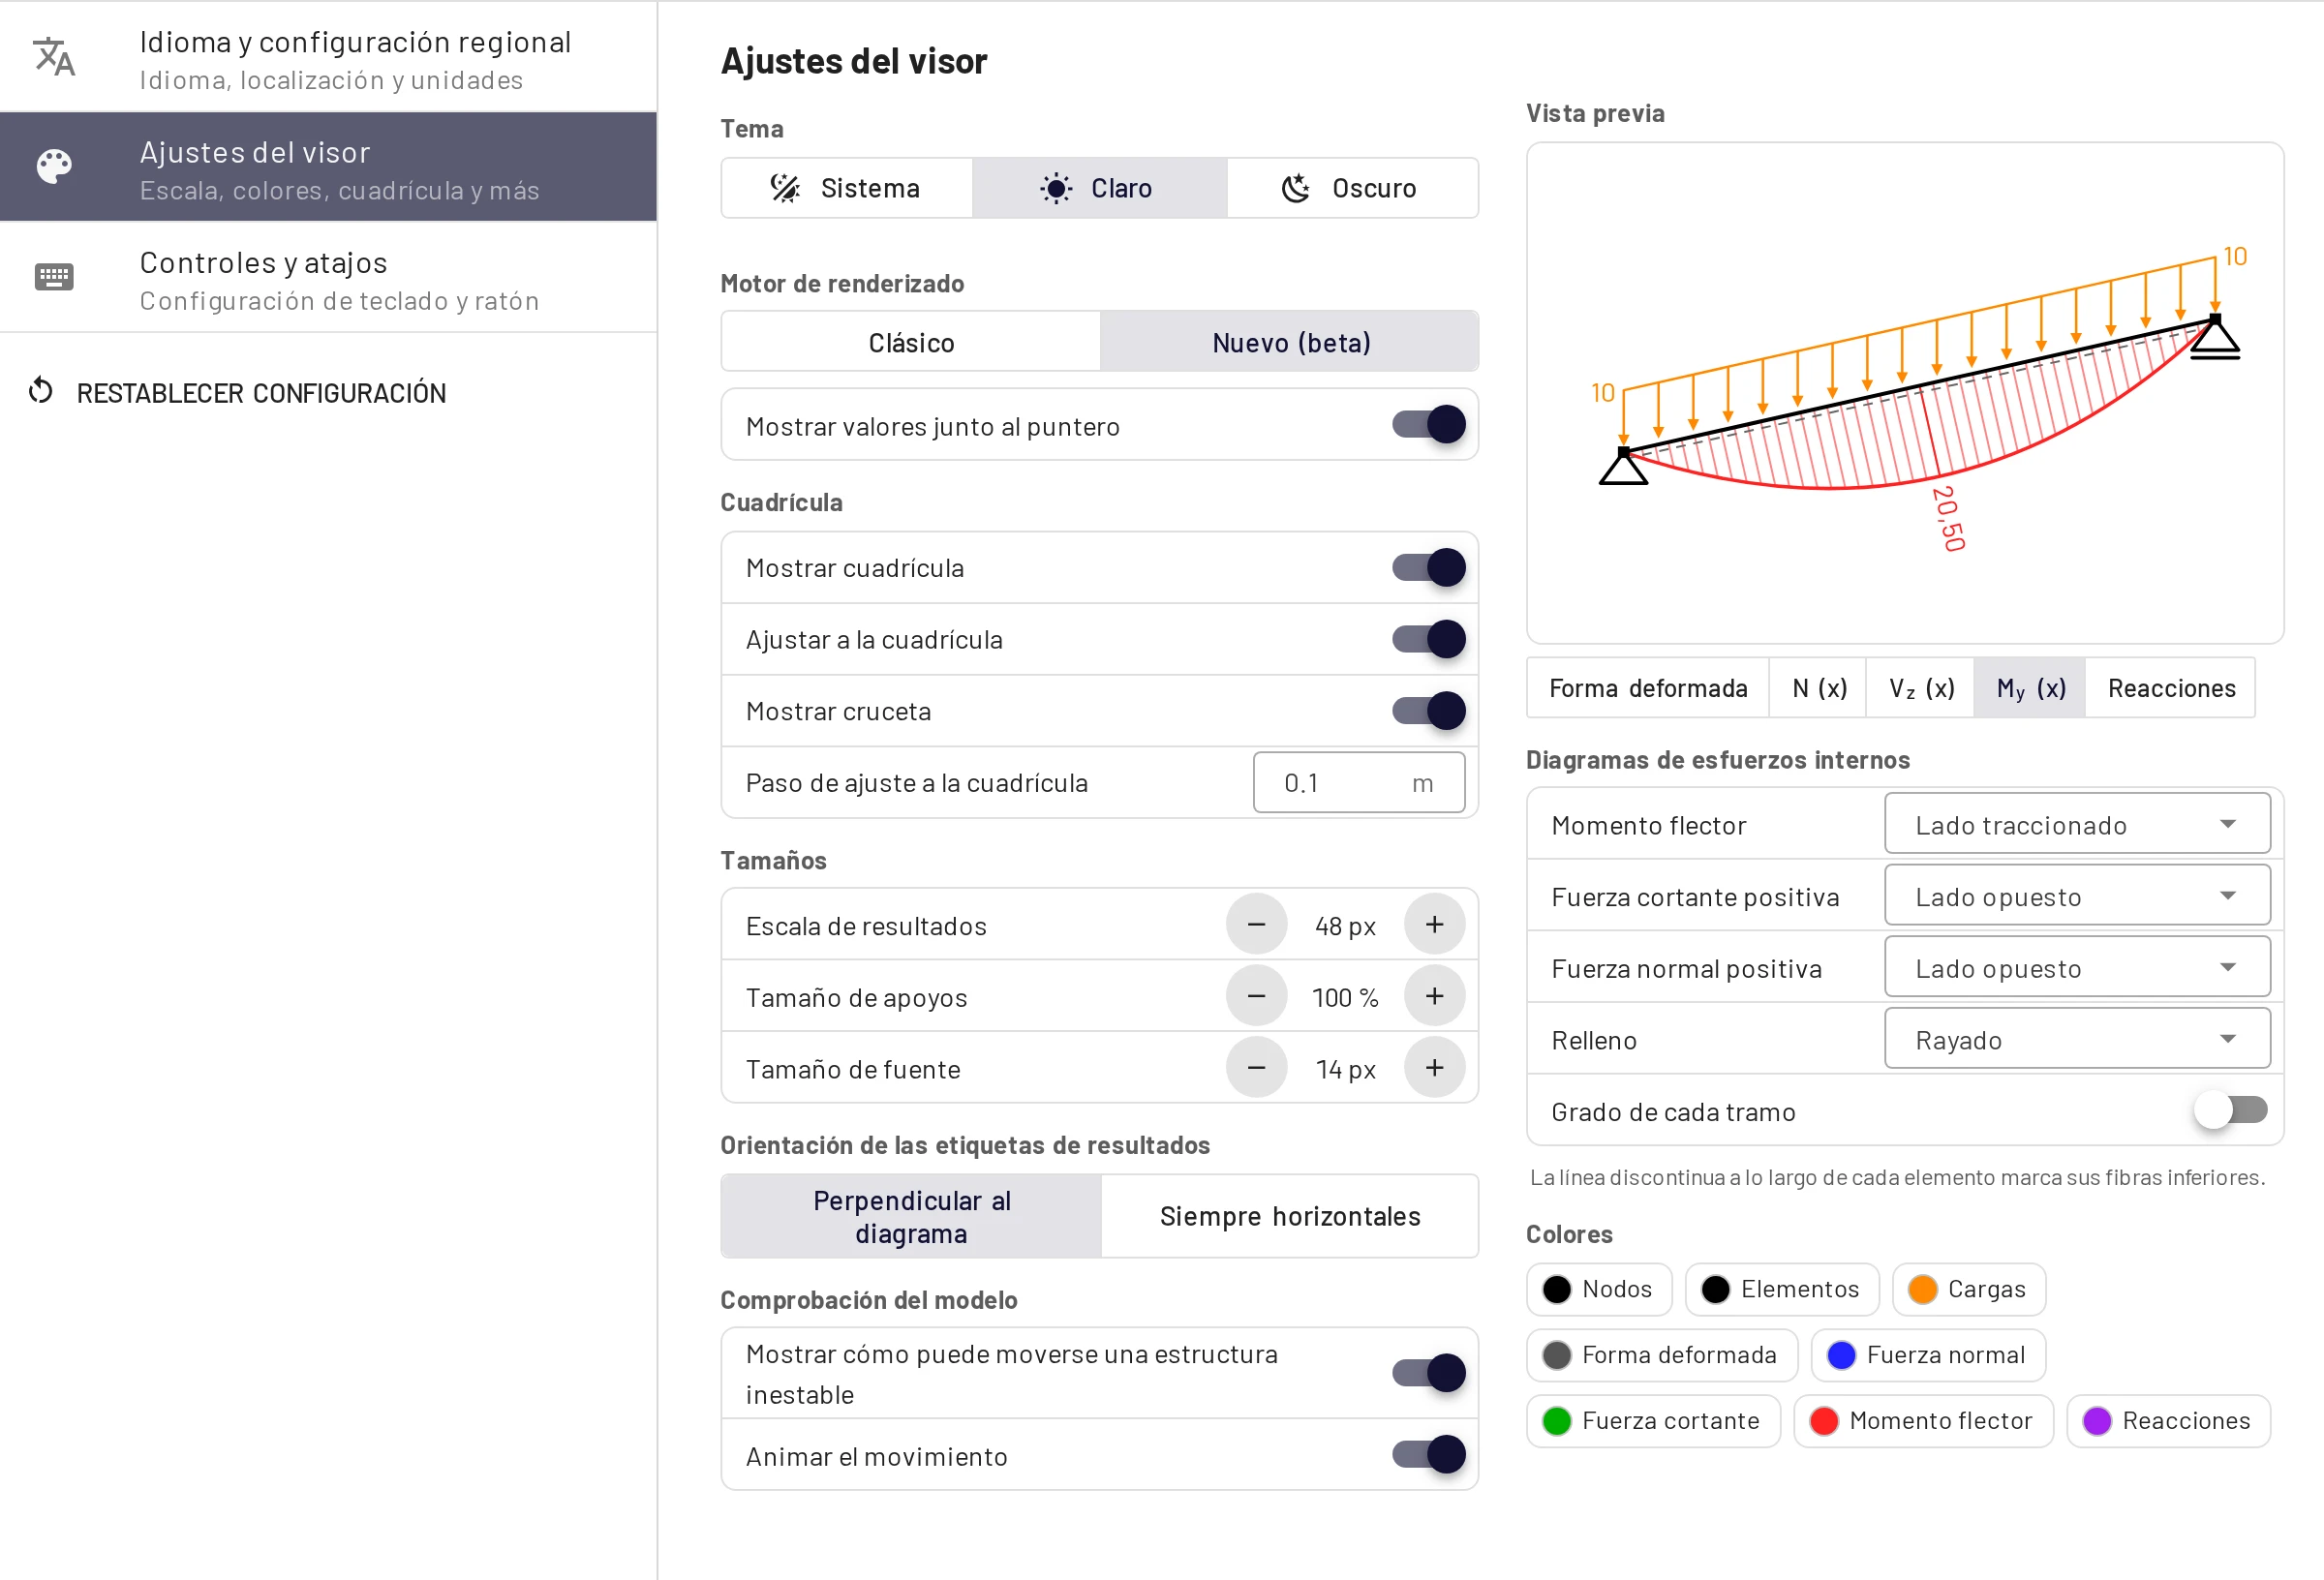 Idioma y configuración regional
Idioma, localización y unidades
Ajustes del visor
Escala, colores, cuadrícula y más
Controles y atajos
Configuración de teclado y ratón
RESTABLECER CONFIGURACIÓN
Ajustes del visor
Tema
Sistema
Claro
Oscuro
Motor de renderizado
Clásico
Nuevo (beta)
Mostrar valores junto al puntero
Cuadrícula
Mostrar cuadrícula
Ajustar a la cuadrícula
Mostrar cruceta
Paso de ajuste a la cuadrícula
0.1 m
Tamaños
Escala de resultados
− 48 px +
Tamaño de apoyos
− 100 % +
Tamaño de fuente
− 14 px +
Orientación de las etiquetas de resultados
Perpendicular al
diagrama
Siempre horizontales
Comprobación del modelo
Mostrar cómo puede moverse una estructura
inestable
Animar el movimiento
Vista previa
10
10
20,50
Forma deformada
N (x)
Vz (x)
My (x)
Reacciones
Diagramas de esfuerzos internos
Momento flector
Lado traccionado
Fuerza cortante positiva
Lado opuesto
Fuerza normal positiva
Lado opuesto
Relleno
Rayado
Grado de cada tramo
La línea discontinua a lo largo de cada elemento marca sus fibras inferiores.
Colores
Nodos
Elementos
Cargas
Forma deformada
Fuerza normal
Fuerza cortante
Momento flector
Reacciones